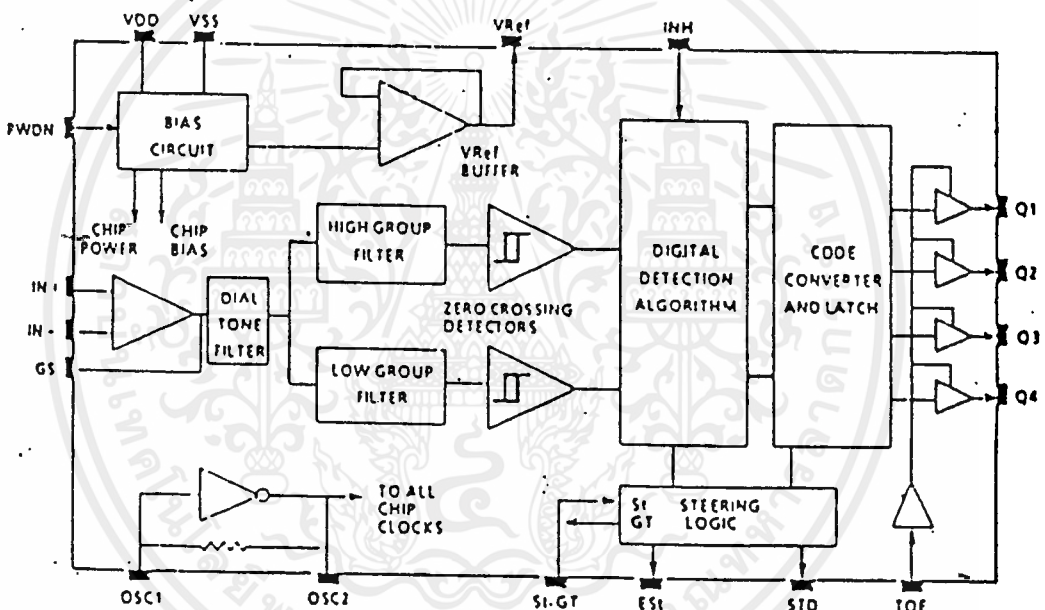 VDD
VSS
VRef
INH
PWDN
BIAS
CIRCUIT
VRef
BUFFER
CHIP
POWER
CHIP
BIAS
HIGH GROUP
FILTER
ZERO CROSSING
DETECTORS
LOW GROUP
FILTER
DIGITAL
DETECTION
ALGORITHM
CODE
CONVERTER
AND LATCH
Q1
Q2
Q3
Q4
IN +
IN -
GS
DIAL
TONE
FILTER
TO ALL
CHIP
CLOCKS
St
GT
STEERING
LOGIC
OSC1
OSC2
St-GT
ESt
STD
TOE